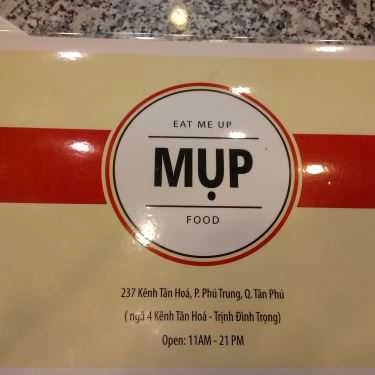 EAT ME UP
MỤP
FOOD
237 Kênh Tân Hoá, P. Phú Trung, Q. Tân Phú
( ngã 4 Kênh Tân Hoá - Trịnh Đình Trọng)
Open: 11AM - 21 PM